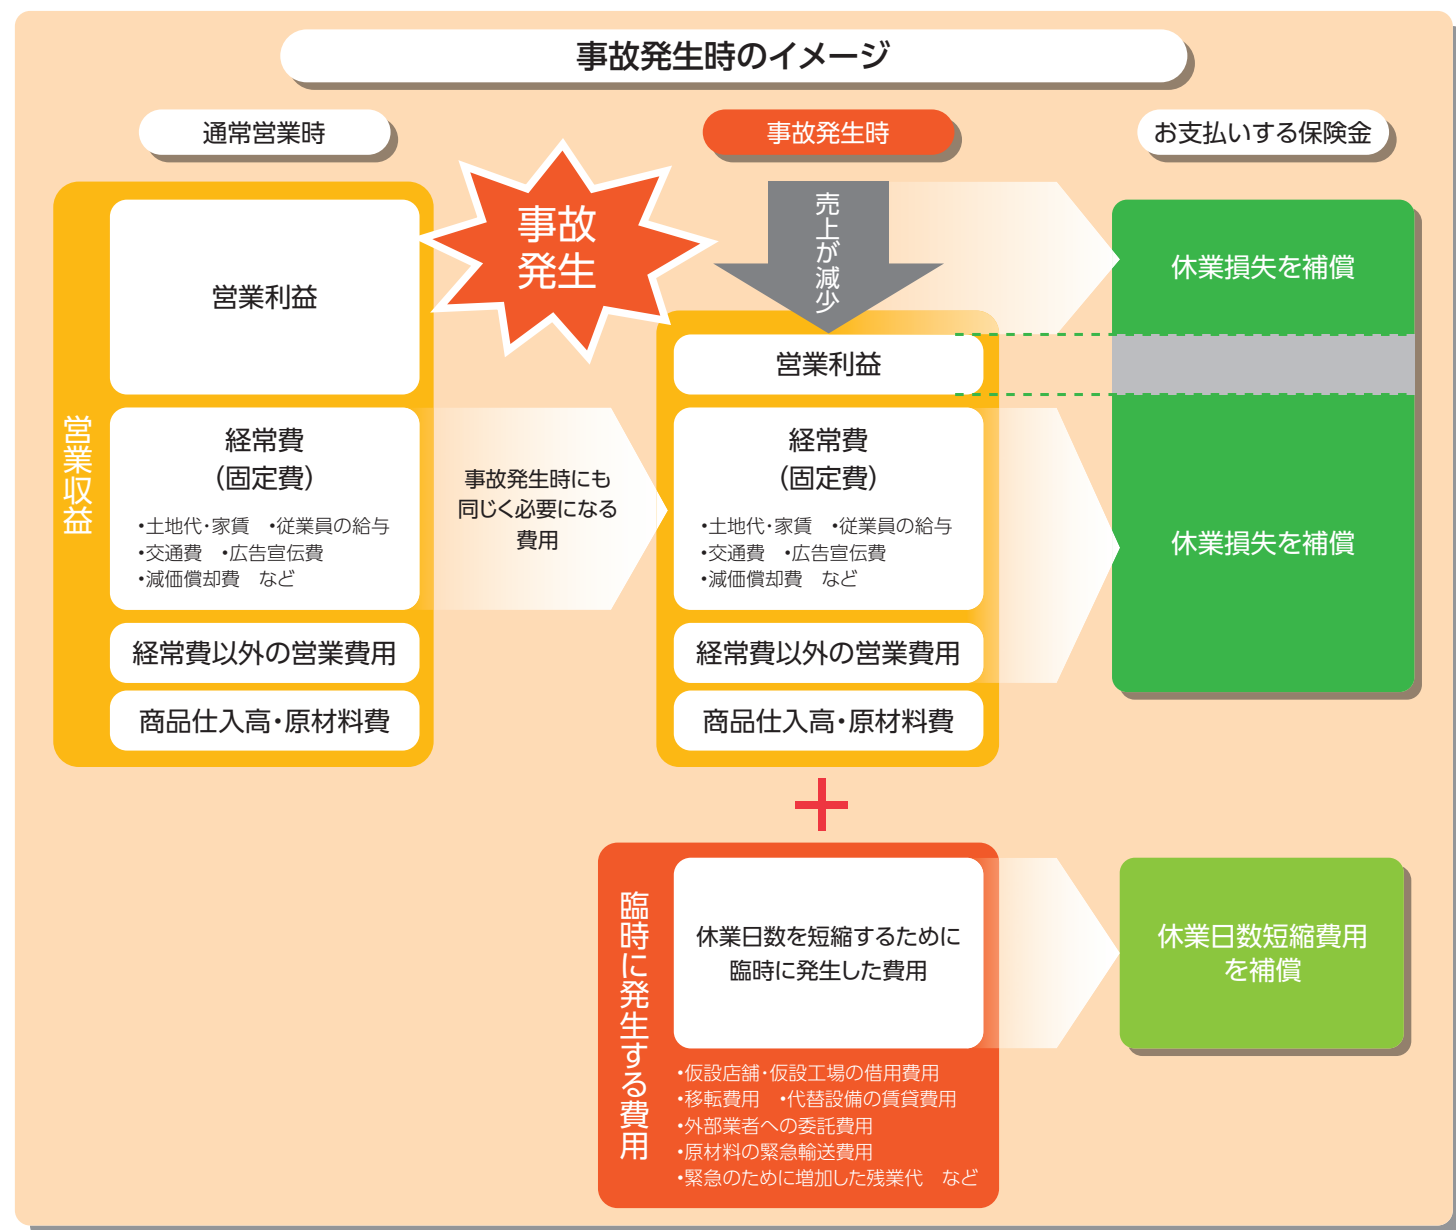 事故発生時のイメージ
通常営業時
事故発生時
お支払いする保険金
営業収益
営業利益
経常費
(固定費)
•土地代・家賃　•従業員の給与
•交通費　•広告宣伝費
•減価償却費　など
経常費以外の営業費用
商品仕入高・原材料費
事故
発生
事故発生時にも
同じく必要になる
費用
売上が減少
営業利益
経常費
(固定費)
•土地代・家賃　•従業員の給与
•交通費　•広告宣伝費
•減価償却費　など
経常費以外の営業費用
商品仕入高・原材料費
休業損失を補償
休業損失を補償
＋
臨時に発生する費用
休業日数を短縮するために
臨時に発生した費用
•仮設店舗・仮設工場の借用費用
•移転費用　•代替設備の賃貸費用
•外部業者への委託費用
•原材料の緊急輸送費用
•緊急のために増加した残業代　など
休業日数短縮費用
を補償